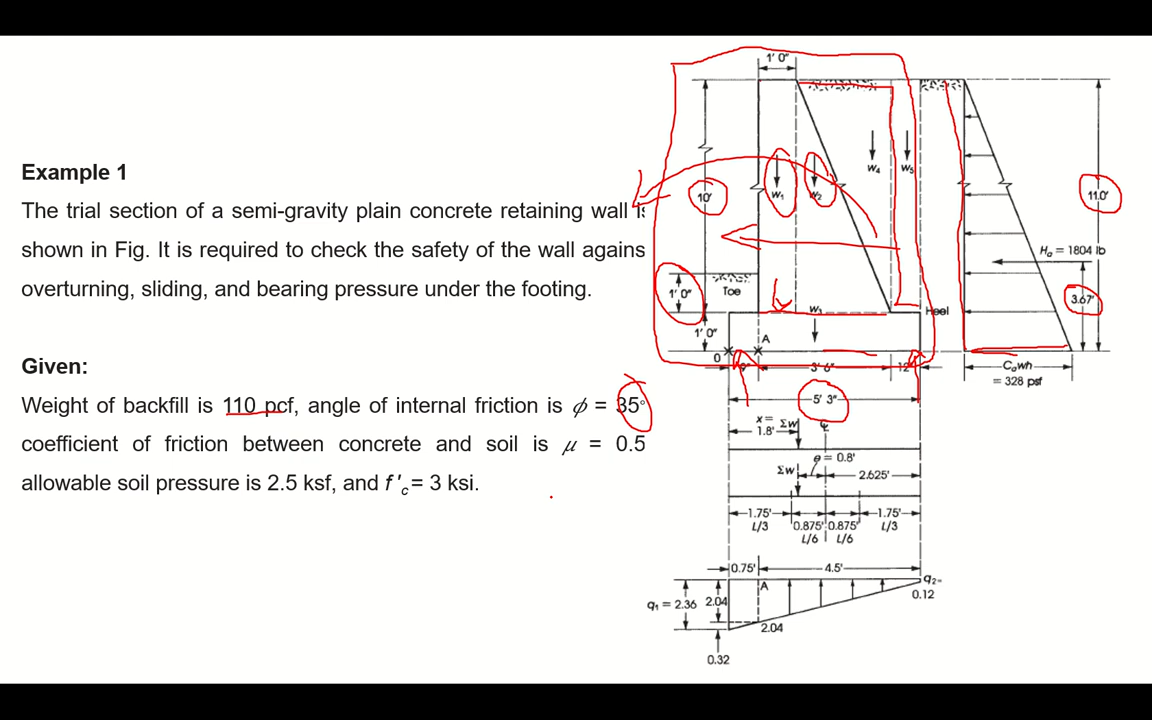 Example 1
The trial section of a semi-gravity plain concrete retaining wall is
shown in Fig. It is required to check the safety of the wall agains
overturning, sliding, and bearing pressure under the footing.
Given:
Weight of backfill is 110 pcf, angle of internal friction is ϕ = 35°
coefficient of friction between concrete and soil is μ = 0.5
allowable soil pressure is 2.5 ksf, and f'c= 3 ksi.
1' 0"
W4
W5
W1
W2
10'
11.0'
Ha = 1804 lb
1' 0"
Toe
3.67'
W3
Heel
1' 0"
A
0
9"
3' 6"
12"
Cawh
= 328 psf
5' 3"
x =
1.8'
Σw
℄
e = 0.8'
Σw
2.625'
1.75'
L/3
0.875'
L/6
0.875'
L/6
1.75'
L/3
0.75'
4.5'
A
q2=
0.12
q1 = 2.36
2.04
2.04
0.32